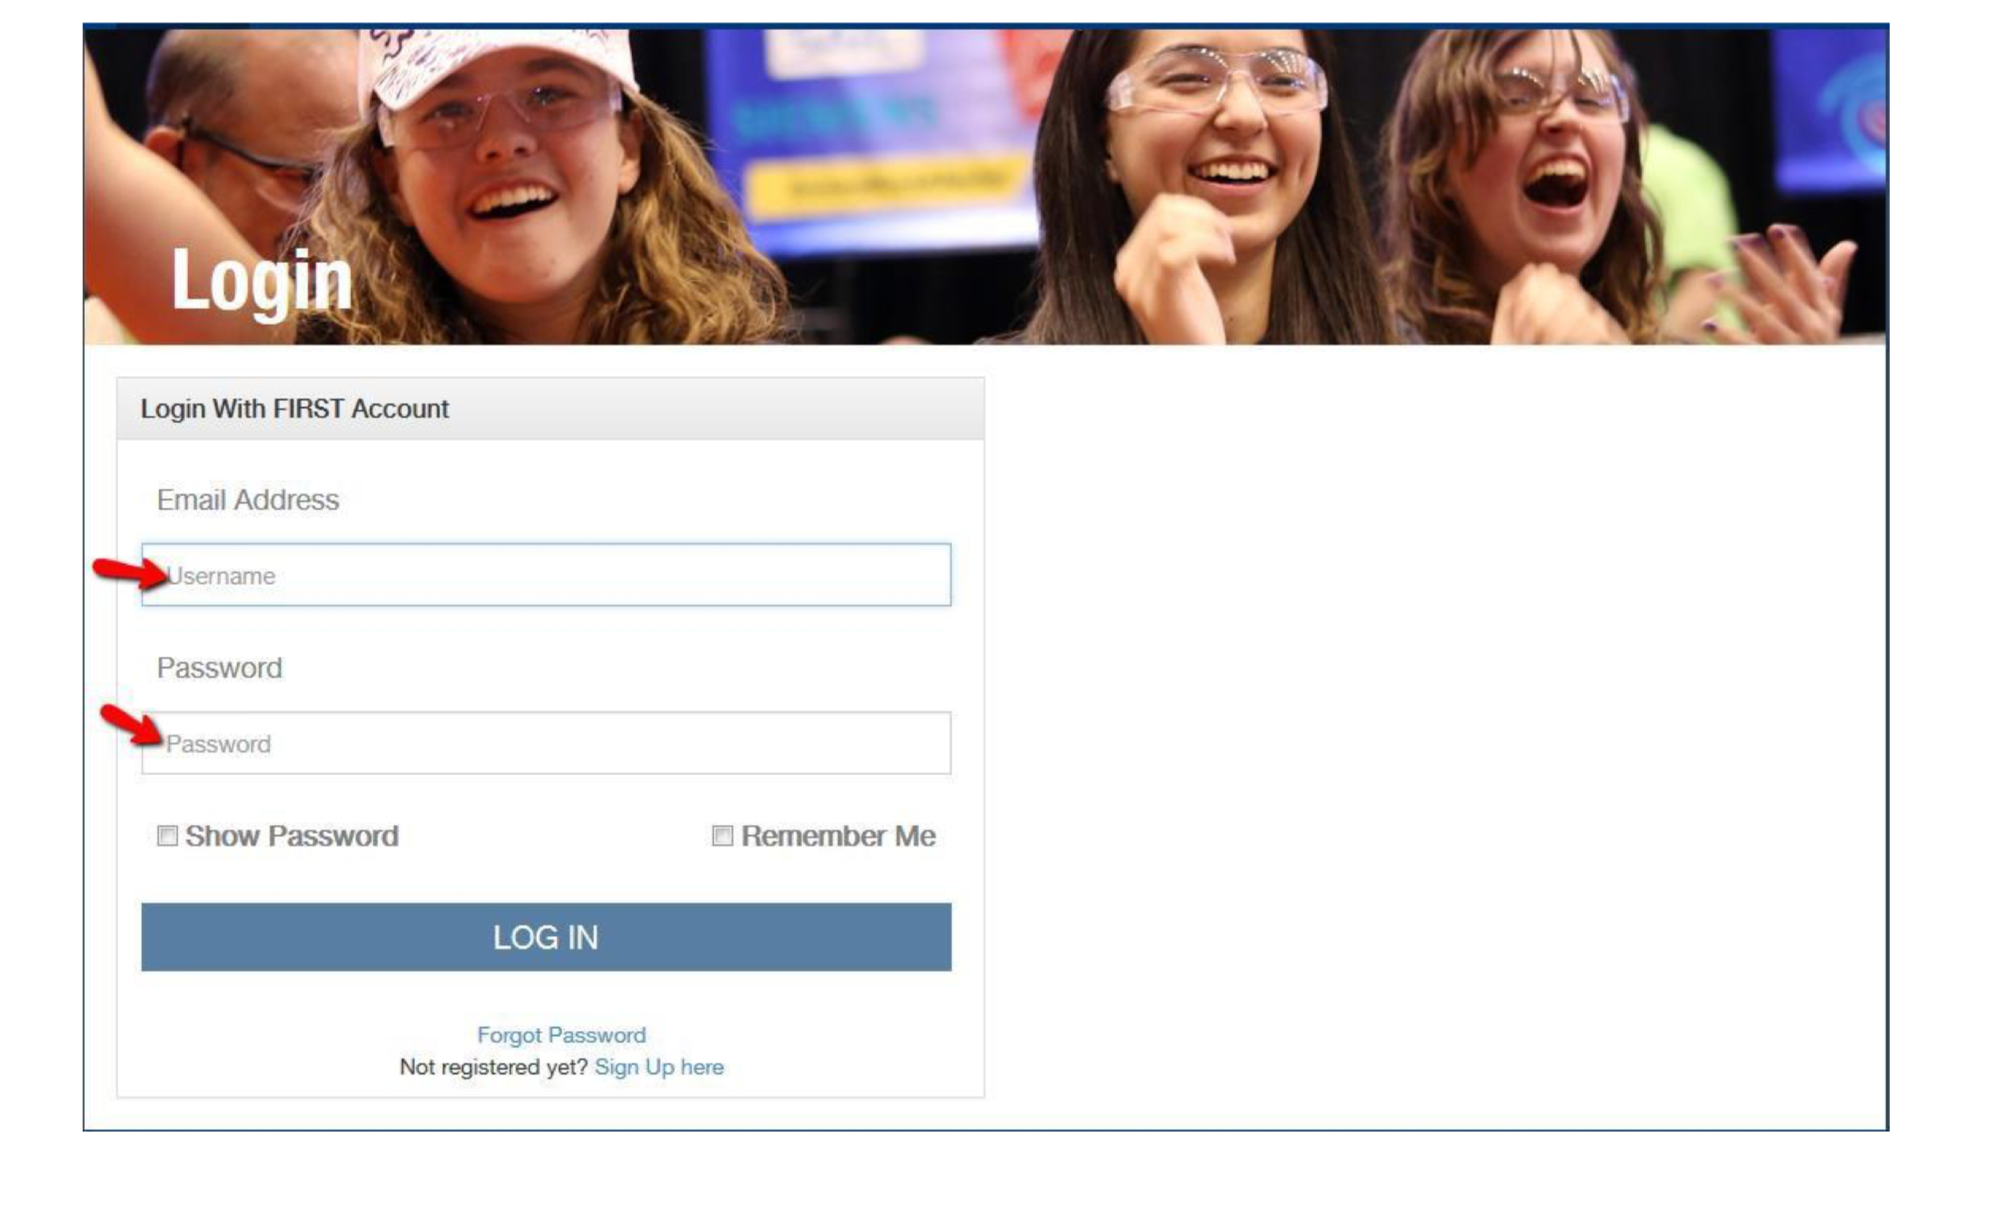 Login
Login With FIRST Account
Email Address
Username
Password
Password
Show Password
Remember Me
LOG IN
Forgot Password
Not registered yet? Sign Up here